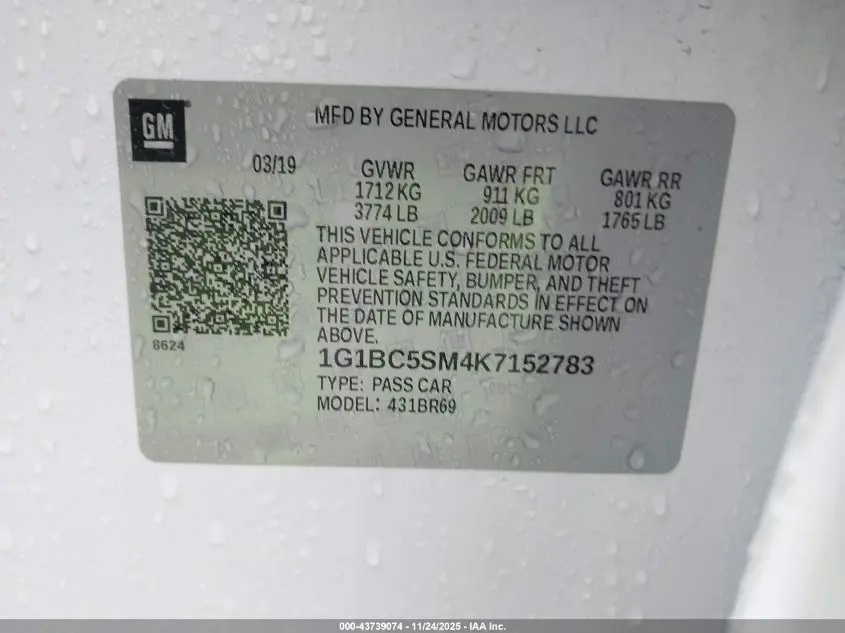 GM
MFD BY GENERAL MOTORS LLC
03/19
GVWR GAWR FRT GAWR RR
1712 KG 911 KG 801 KG
3774 LB 2009 LB 1765 LB
THIS VEHICLE CONFORMS TO ALL
APPLICABLE U.S. FEDERAL MOTOR
VEHICLE SAFETY, BUMPER, AND THEFT
PREVENTION STANDARDS IN EFFECT ON
THE DATE OF MANUFACTURE SHOWN
ABOVE.
8624
1G1BC5SM4K7152783
TYPE: PASS CAR
MODEL: 431BR69
000-43739074 - 11/24/2025 - IAA Inc.